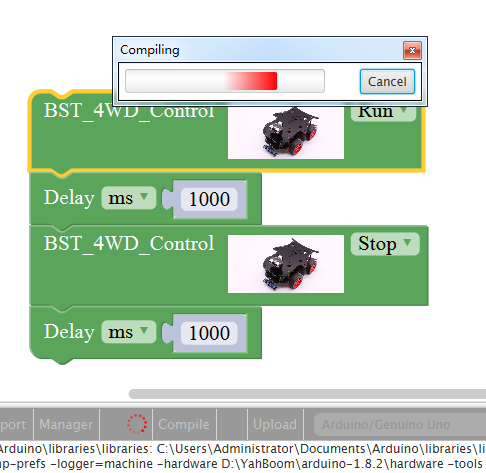 Compiling
Cancel
BST_4WD_Control Run
Delay ms 1000
BST_4WD_Control Stop
Delay ms 1000
port Manager Compile Upload Arduino/Genuino Uno
Arduino\libraries\libraries: C:\Users\Administrator\Documents\Arduino\libraries\li
np-prefs -logger=machine -hardware D:\YahBoom\arduino-1.8.2\hardware -tools